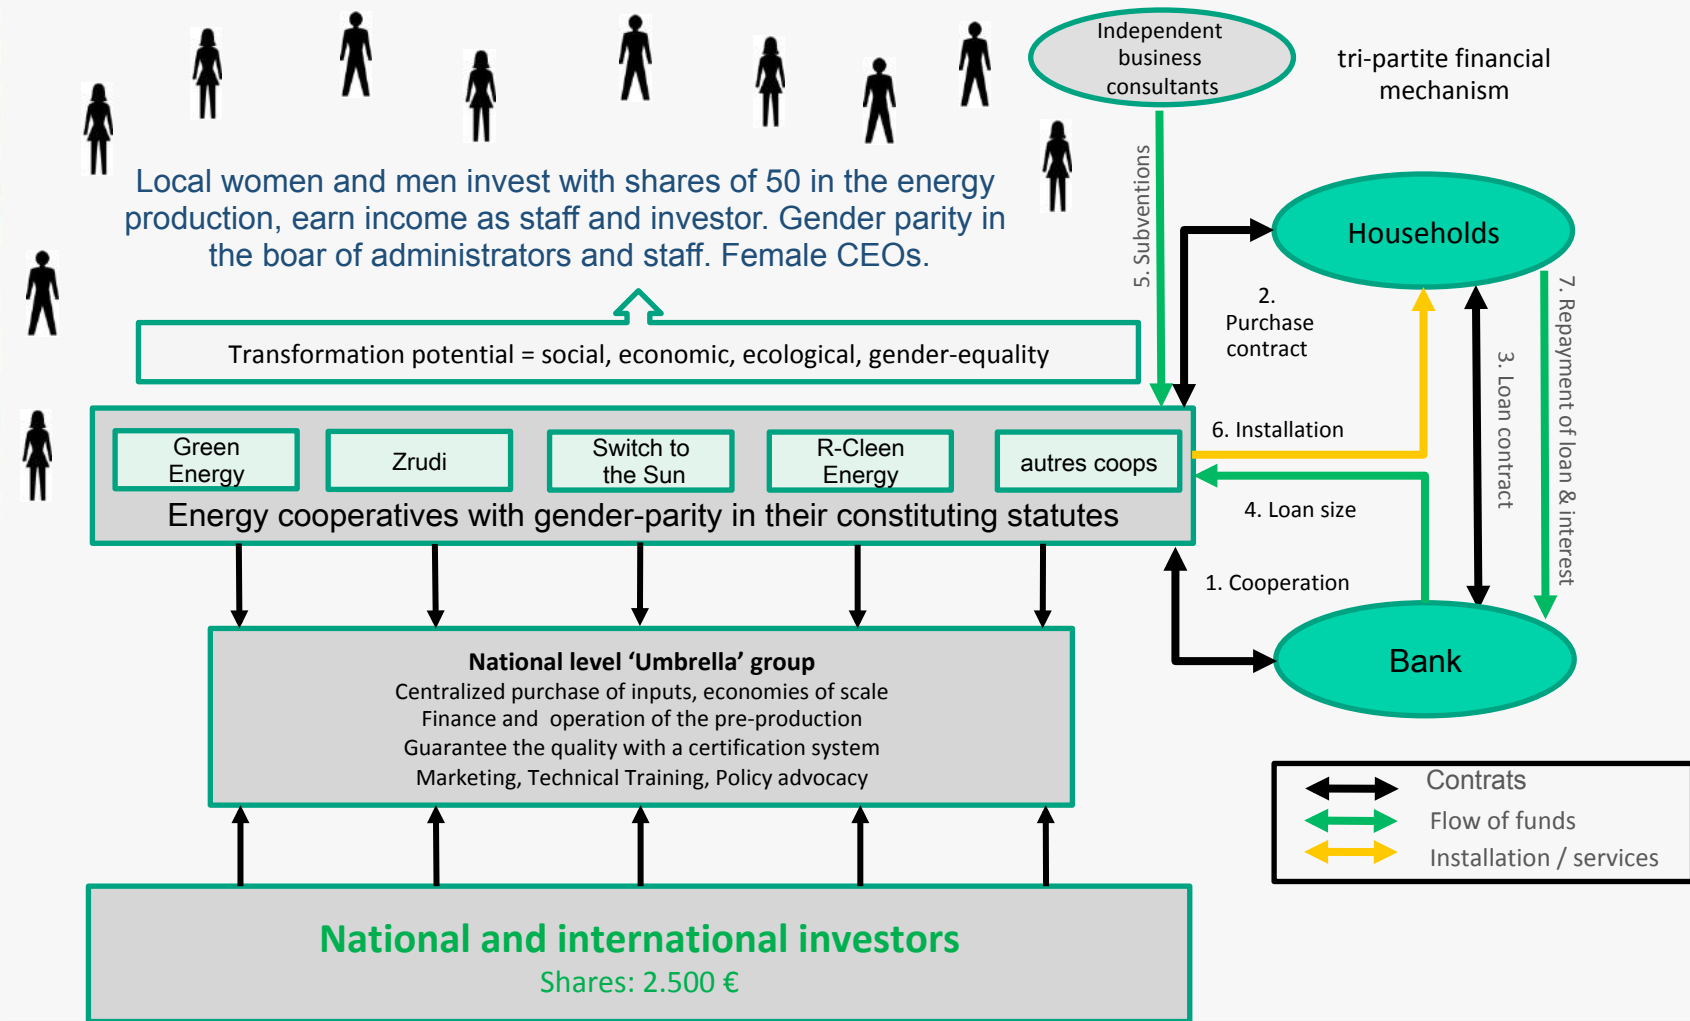 Independent
business
consultants
tri-partite financial
mechanism
Local women and men invest with shares of 50 in the energy
production, earn income as staff and investor. Gender parity in
the boar of administrators and staff. Female CEOs.
5. Subventions
Households
2.
Purchase
contract
7. Repayment of loan & interest
3. Loan contract
Transformation potential = social, economic, ecological, gender-equality
Green
Energy
Zrudi
Switch to
the Sun
R-Cleen
Energy
autres coops
Energy cooperatives with gender-parity in their constituting statutes
6. Installation
4. Loan size
1. Cooperation
Bank
National level ‘Umbrella’ group
Centralized purchase of inputs, economies of scale
Finance and operation of the pre-production
Guarantee the quality with a certification system
Marketing, Technical Training, Policy advocacy
Contrats
Flow of funds
Installation / services
National and international investors
Shares: 2.500 €